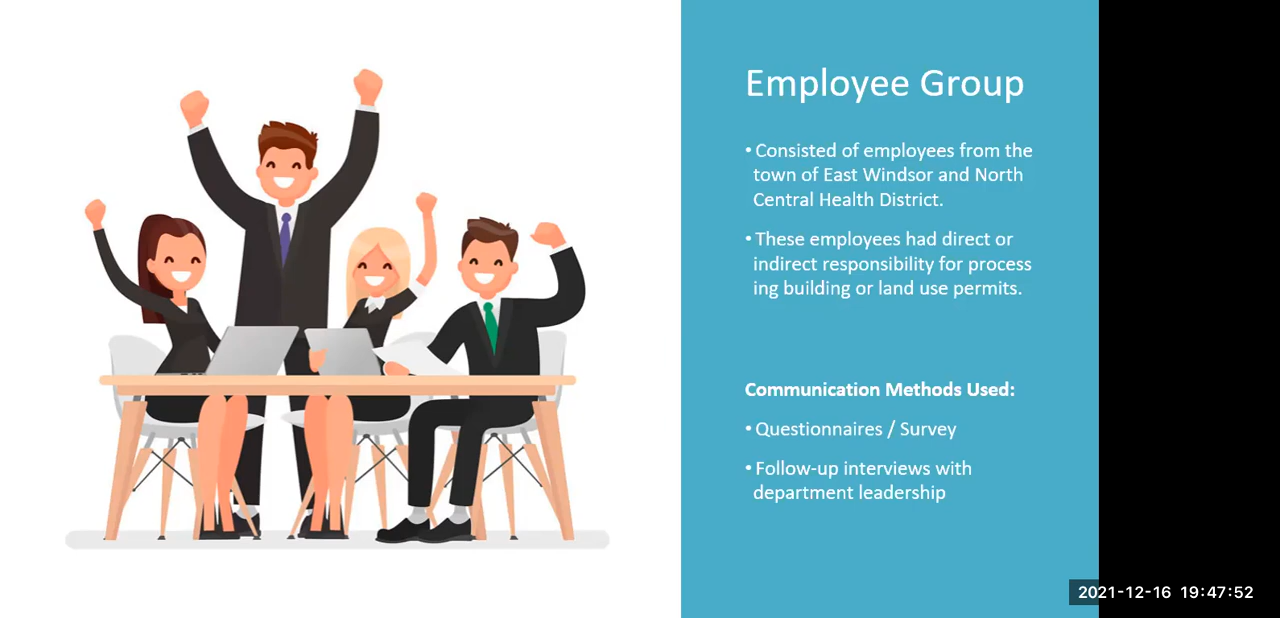 Employee Group
• Consisted of employees from the
town of East Windsor and North
Central Health District.
• These employees had direct or
indirect responsibility for process
ing building or land use permits.
Communication Methods Used:
• Questionnaires / Survey
• Follow-up interviews with
department leadership
2021-12-16 19:47:52